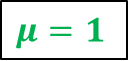 μ = 1